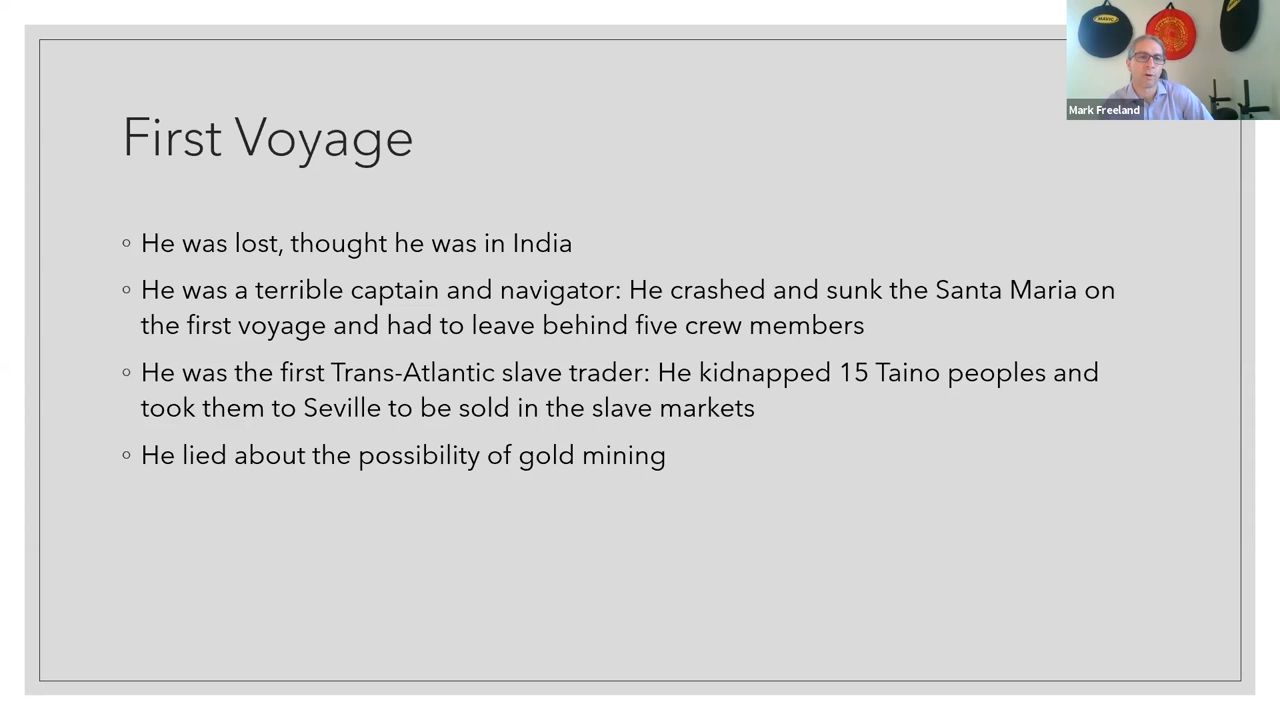 First Voyage
◦ He was lost, thought he was in India
◦ He was a terrible captain and navigator: He crashed and sunk the Santa Maria on
the first voyage and had to leave behind five crew members
◦ He was the first Trans-Atlantic slave trader: He kidnapped 15 Taino peoples and
took them to Seville to be sold in the slave markets
◦ He lied about the possibility of gold mining
MAVIC
Mark Freeland